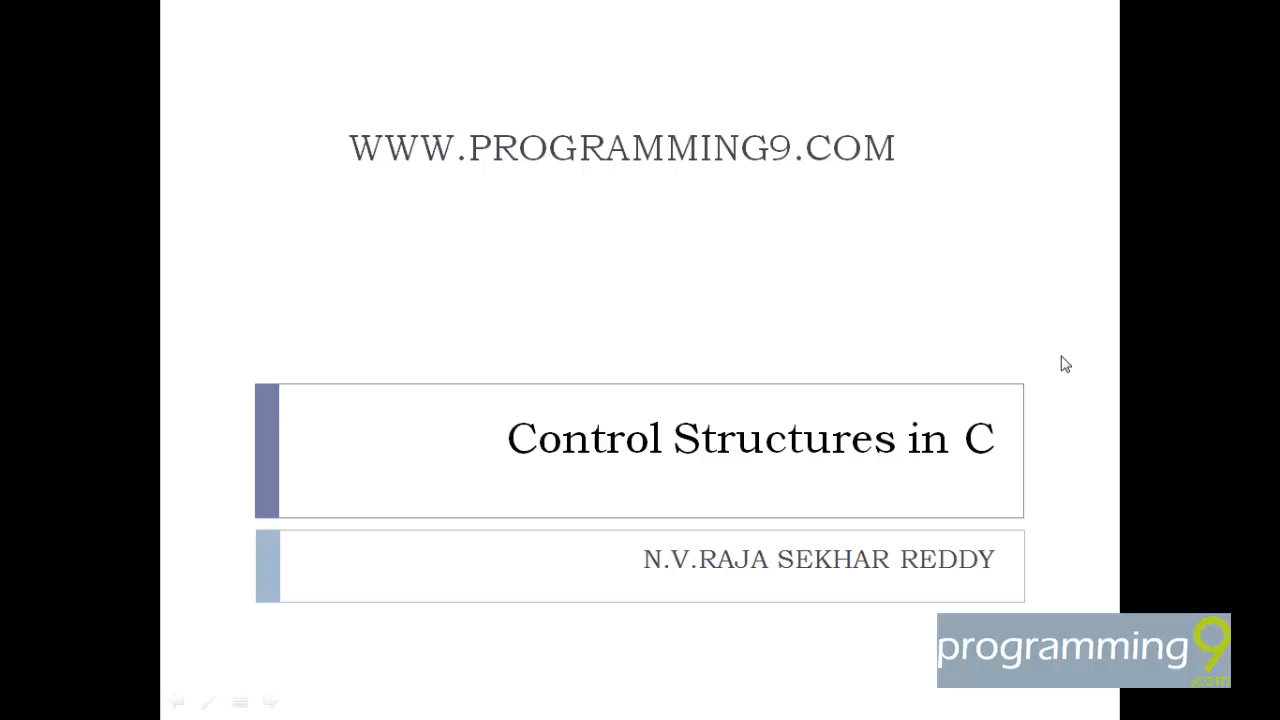 WWW.PROGRAMMING9.COM
Control Structures in C
N.V.RAJA SEKHAR REDDY
programming9
.com